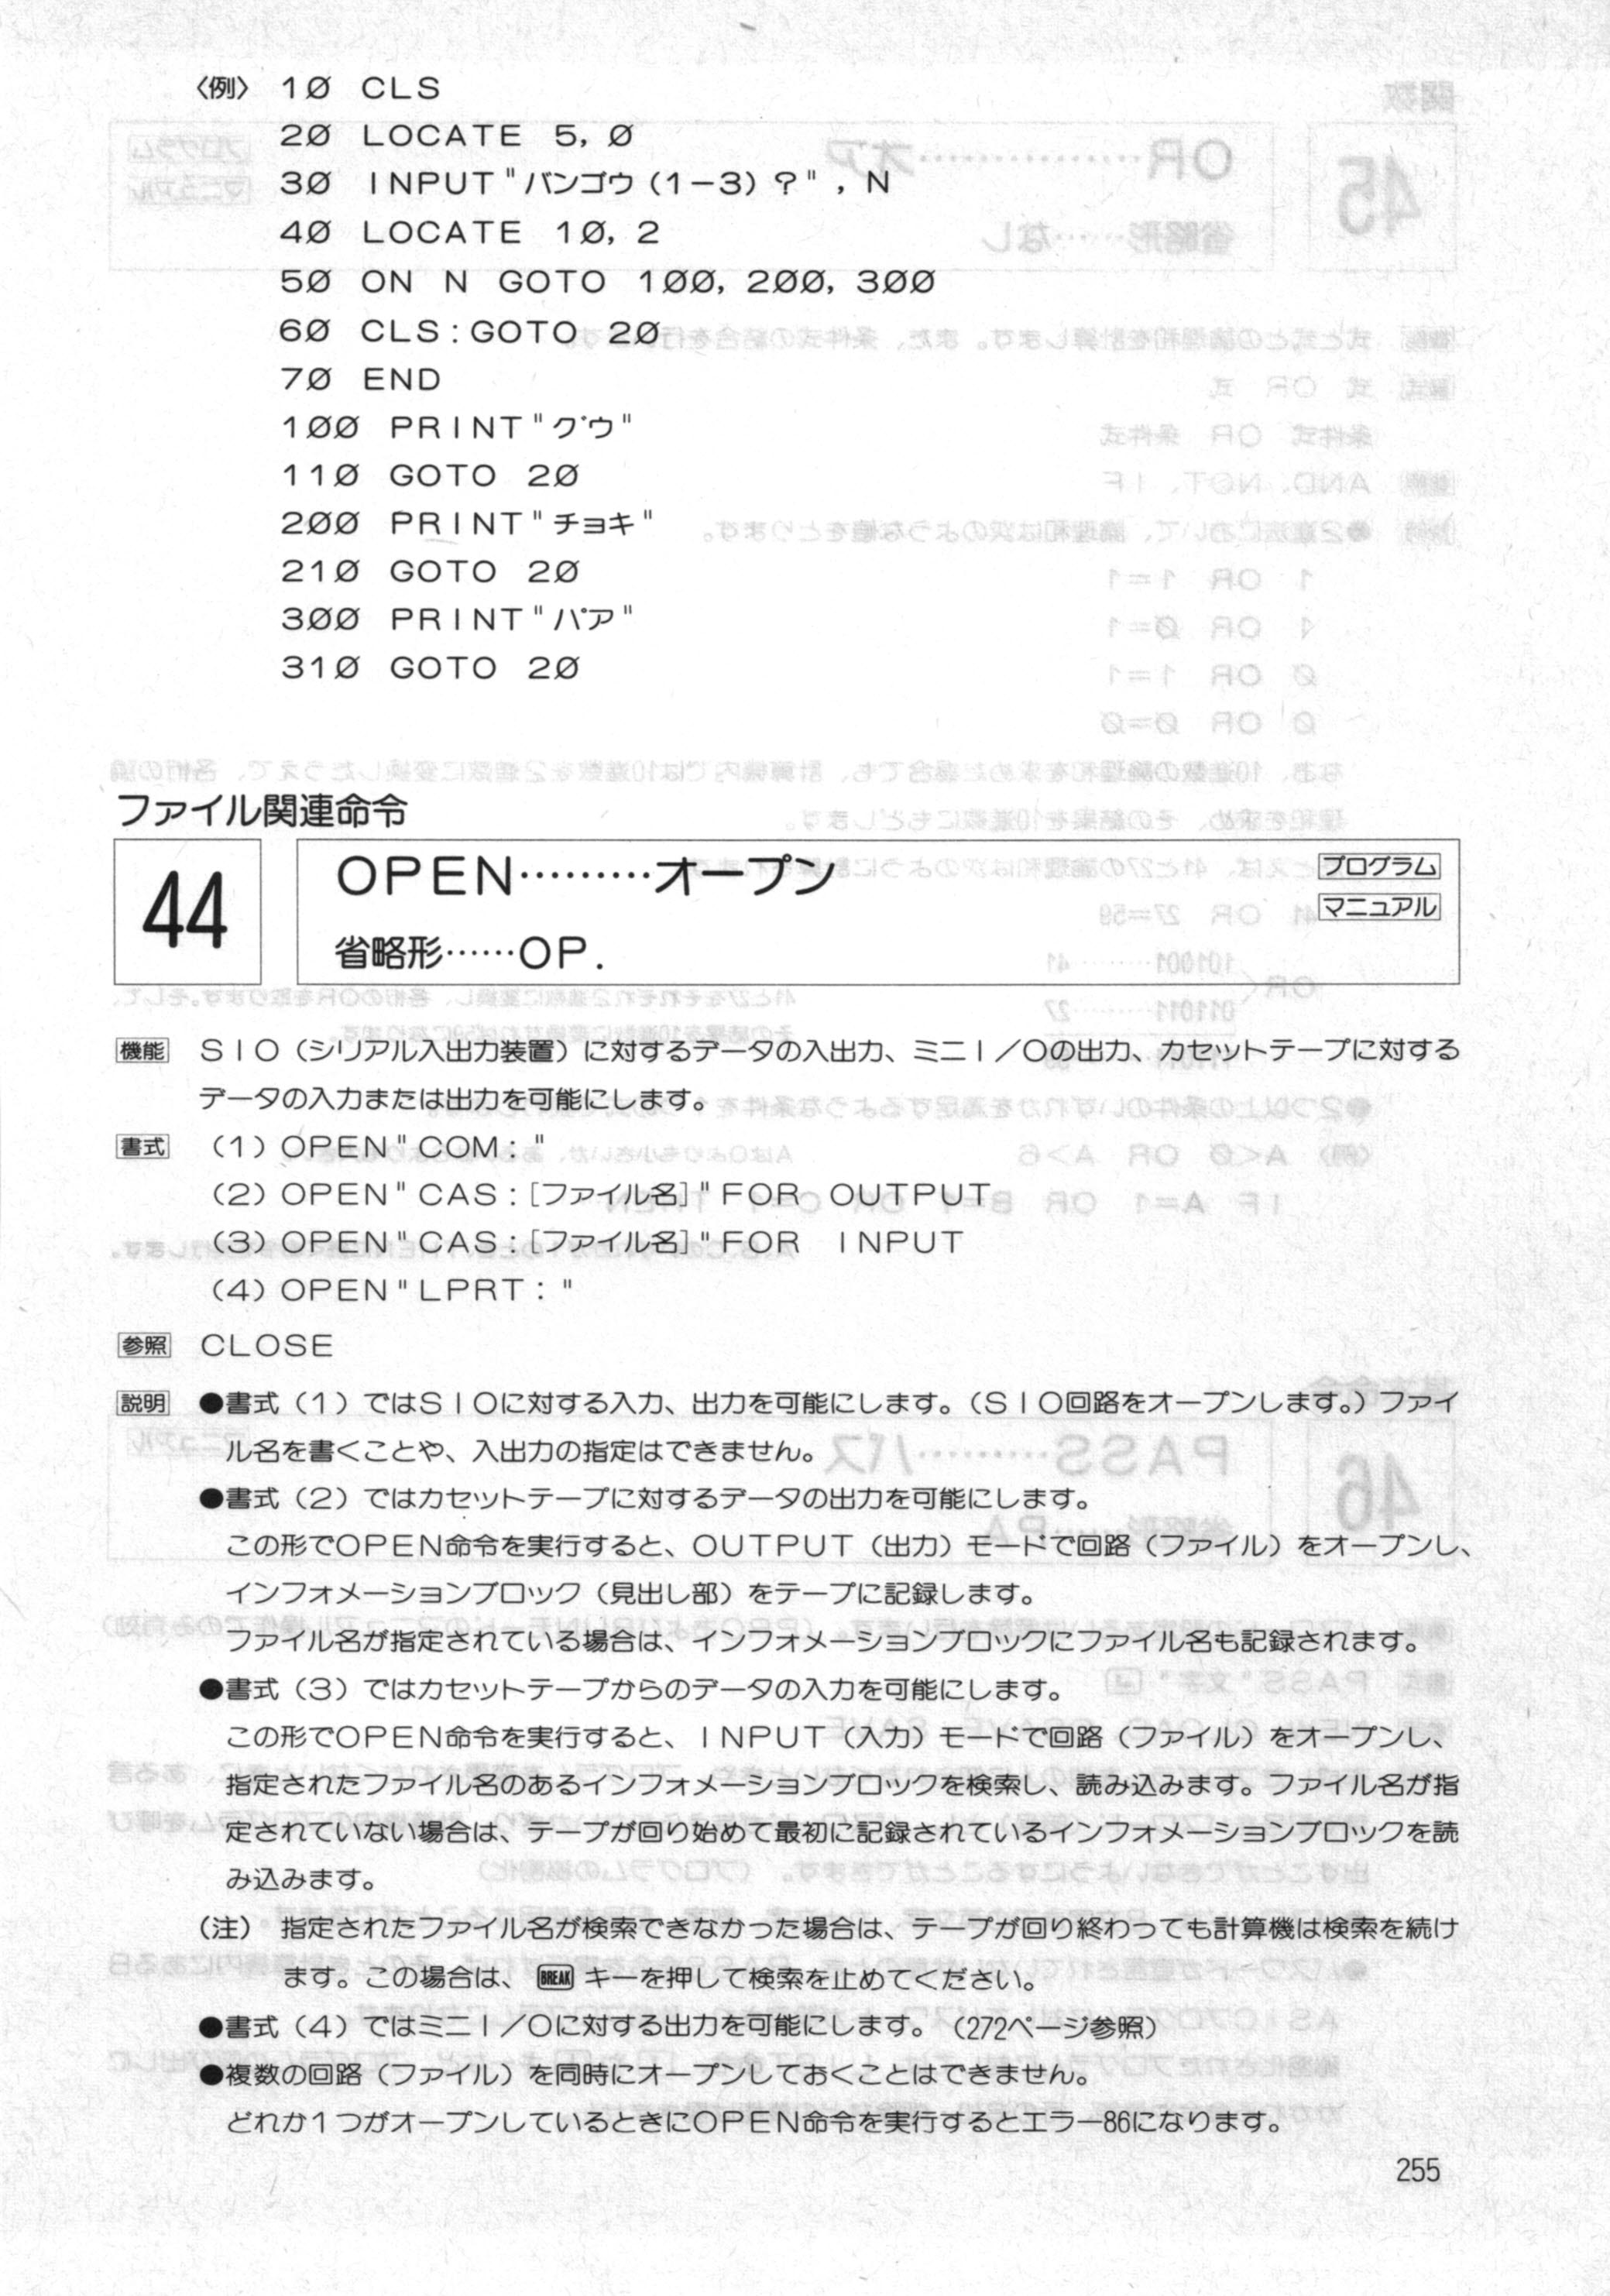 〈例〉 10 CLS
20 LOCATE 5, 0
30 INPUT"バンゴウ(1-3)?", N
40 LOCATE 10, 2
50 ON N GOTO 100, 200, 300
60 CLS:GOTO 20
70 END
100 PRINT"グウ"
110 GOTO 20
200 PRINT"チョキ"
210 GOTO 20
300 PRINT"パア"
310 GOTO 20
ファイル関連命令
44
OPEN………オープン
プログラム
マニュアル
省略形……OP.
機能 SIO（シリアル入出力装置）に対するデータの入出力、ミニI／Oの出力、カセットテープに対する
データの入力または出力を可能にします。
書式 (1) OPEN"COM:"
(2) OPEN"CAS:[ファイル名]"FOR OUTPUT
(3) OPEN"CAS:[ファイル名]"FOR INPUT
(4) OPEN"LPRT:"
参照 CLOSE
説明 ●書式（1）ではSIOに対する入力、出力を可能にします。（SIO回路をオープンします。）ファイ
ル名を書くことや、入出力の指定はできません。
●書式（2）ではカセットテープに対するデータの出力を可能にします。
この形でOPEN命令を実行すると、OUTPUT（出力）モードで回路（ファイル）をオープンし、
インフォメーションブロック（見出し部）をテープに記録します。
ファイル名が指定されている場合は、インフォメーションブロックにファイル名も記録されます。
●書式（3）ではカセットテープからのデータの入力を可能にします。
この形でOPEN命令を実行すると、INPUT（入力）モードで回路（ファイル）をオープンし、
指定されたファイル名のあるインフォメーションブロックを検索し、読み込みます。ファイル名が指
定されていない場合は、テープが回り始めて最初に記録されているインフォメーションブロックを読
み込みます。
（注） 指定されたファイル名が検索できなかった場合は、テープが回り終わっても計算機は検索を続け
ます。この場合は、BREAKキーを押して検索を止めてください。
●書式（4）ではミニI／Oに対する出力を可能にします。（272ページ参照）
●複数の回路（ファイル）を同時にオープンしておくことはできません。
どれか1つがオープンしているときにOPEN命令を実行するとエラー86になります。
255